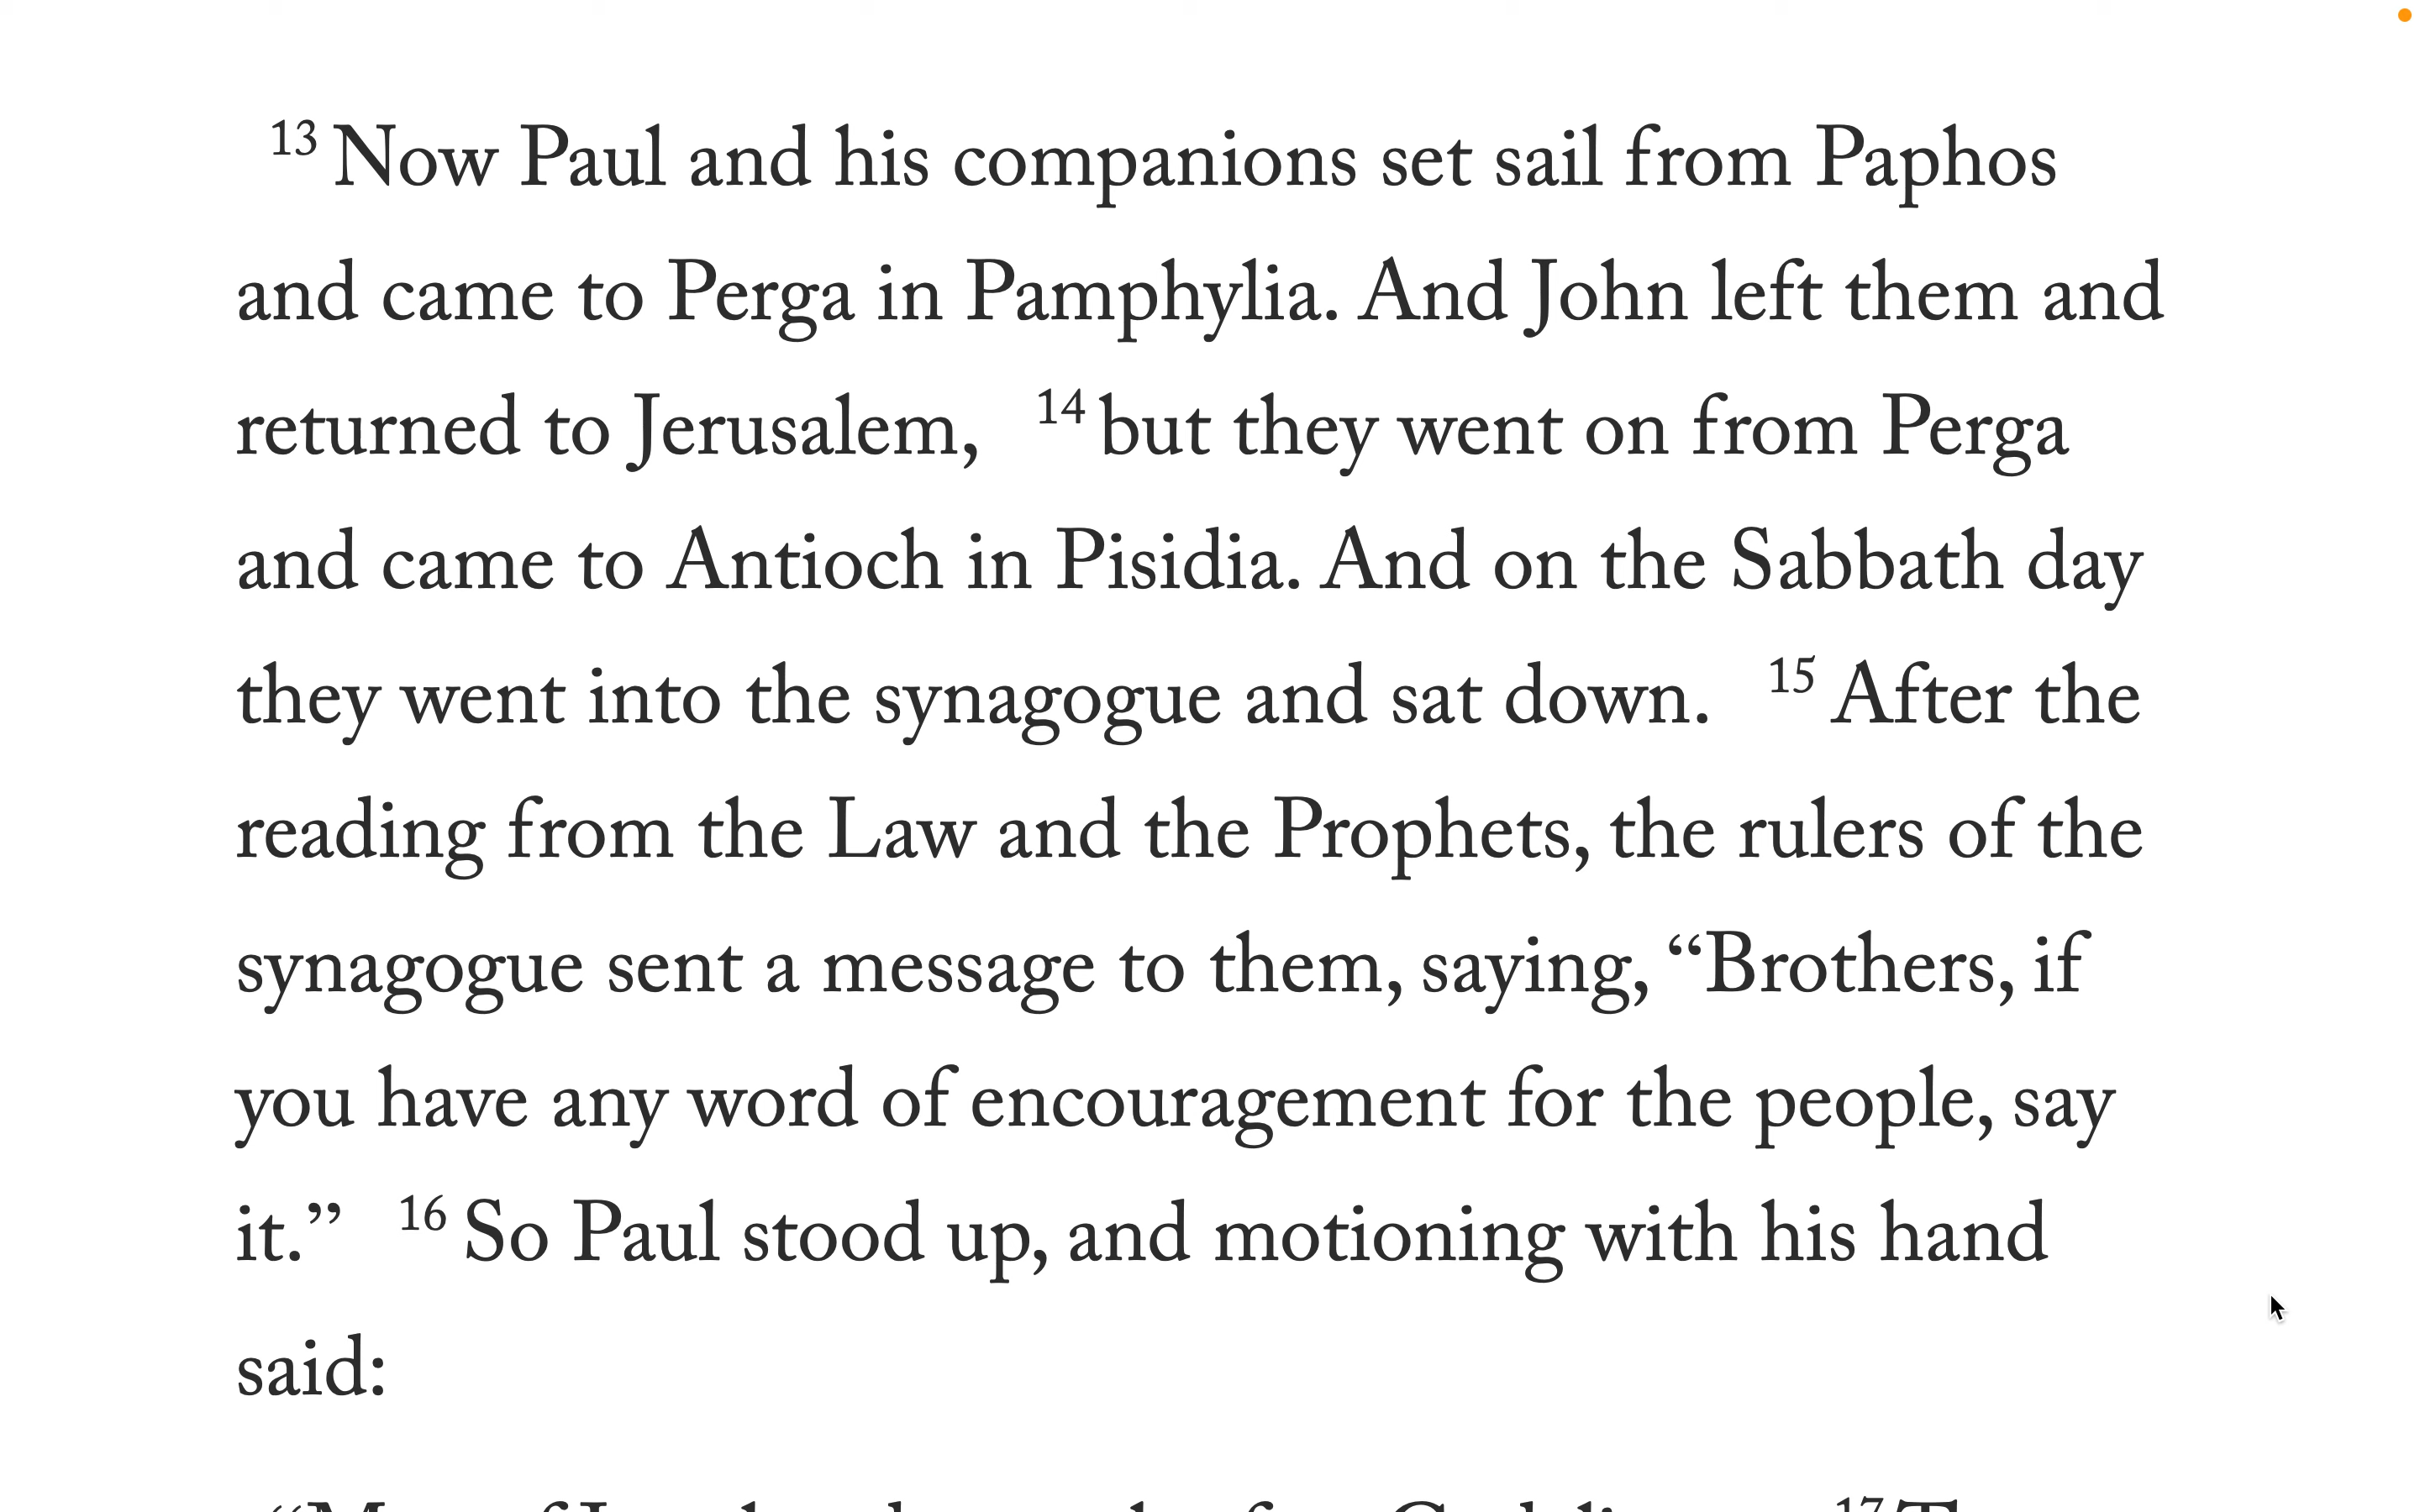 13 Now Paul and his companions set sail from Paphos
and came to Perga in Pamphylia. And John left them and
returned to Jerusalem, 14 but they went on from Perga
and came to Antioch in Pisidia. And on the Sabbath day
they went into the synagogue and sat down. 15 After the
reading from the Law and the Prophets, the rulers of the
synagogue sent a message to them, saying, “Brothers, if
you have any word of encouragement for the people, say
it.” 16 So Paul stood up, and motioning with his hand
said: